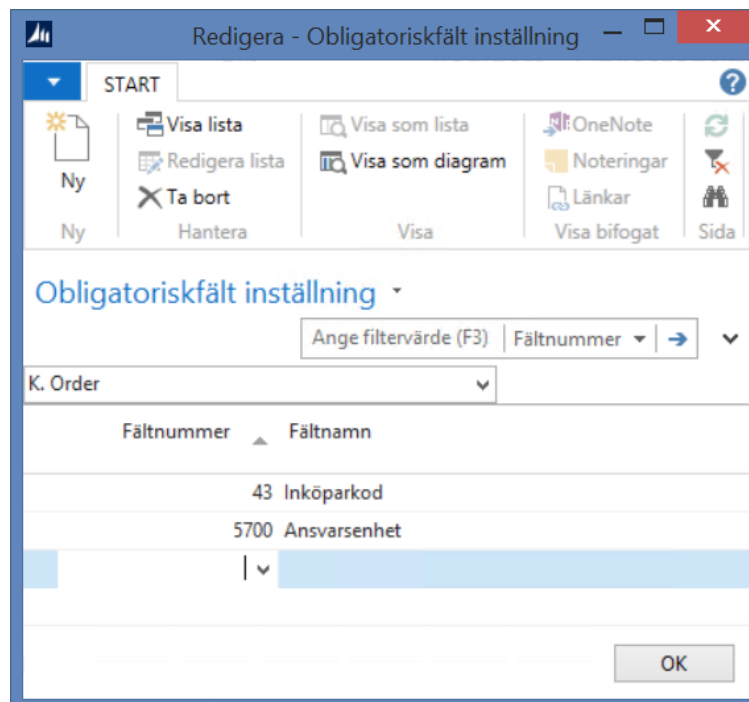 Redigera - Obligatoriskfält inställning
START
Ny
Visa lista
Redigera lista
Ta bort
Visa som lista
Visa som diagram
OneNote
Noteringar
Länkar
Ny Hantera Visa Visa bifogat Sida
Obligatoriskfält inställning
Ange filtervärde (F3) Fältnummer
K. Order
Fältnummer Fältnamn
43 Inköparkod
5700 Ansvarsenhet
OK